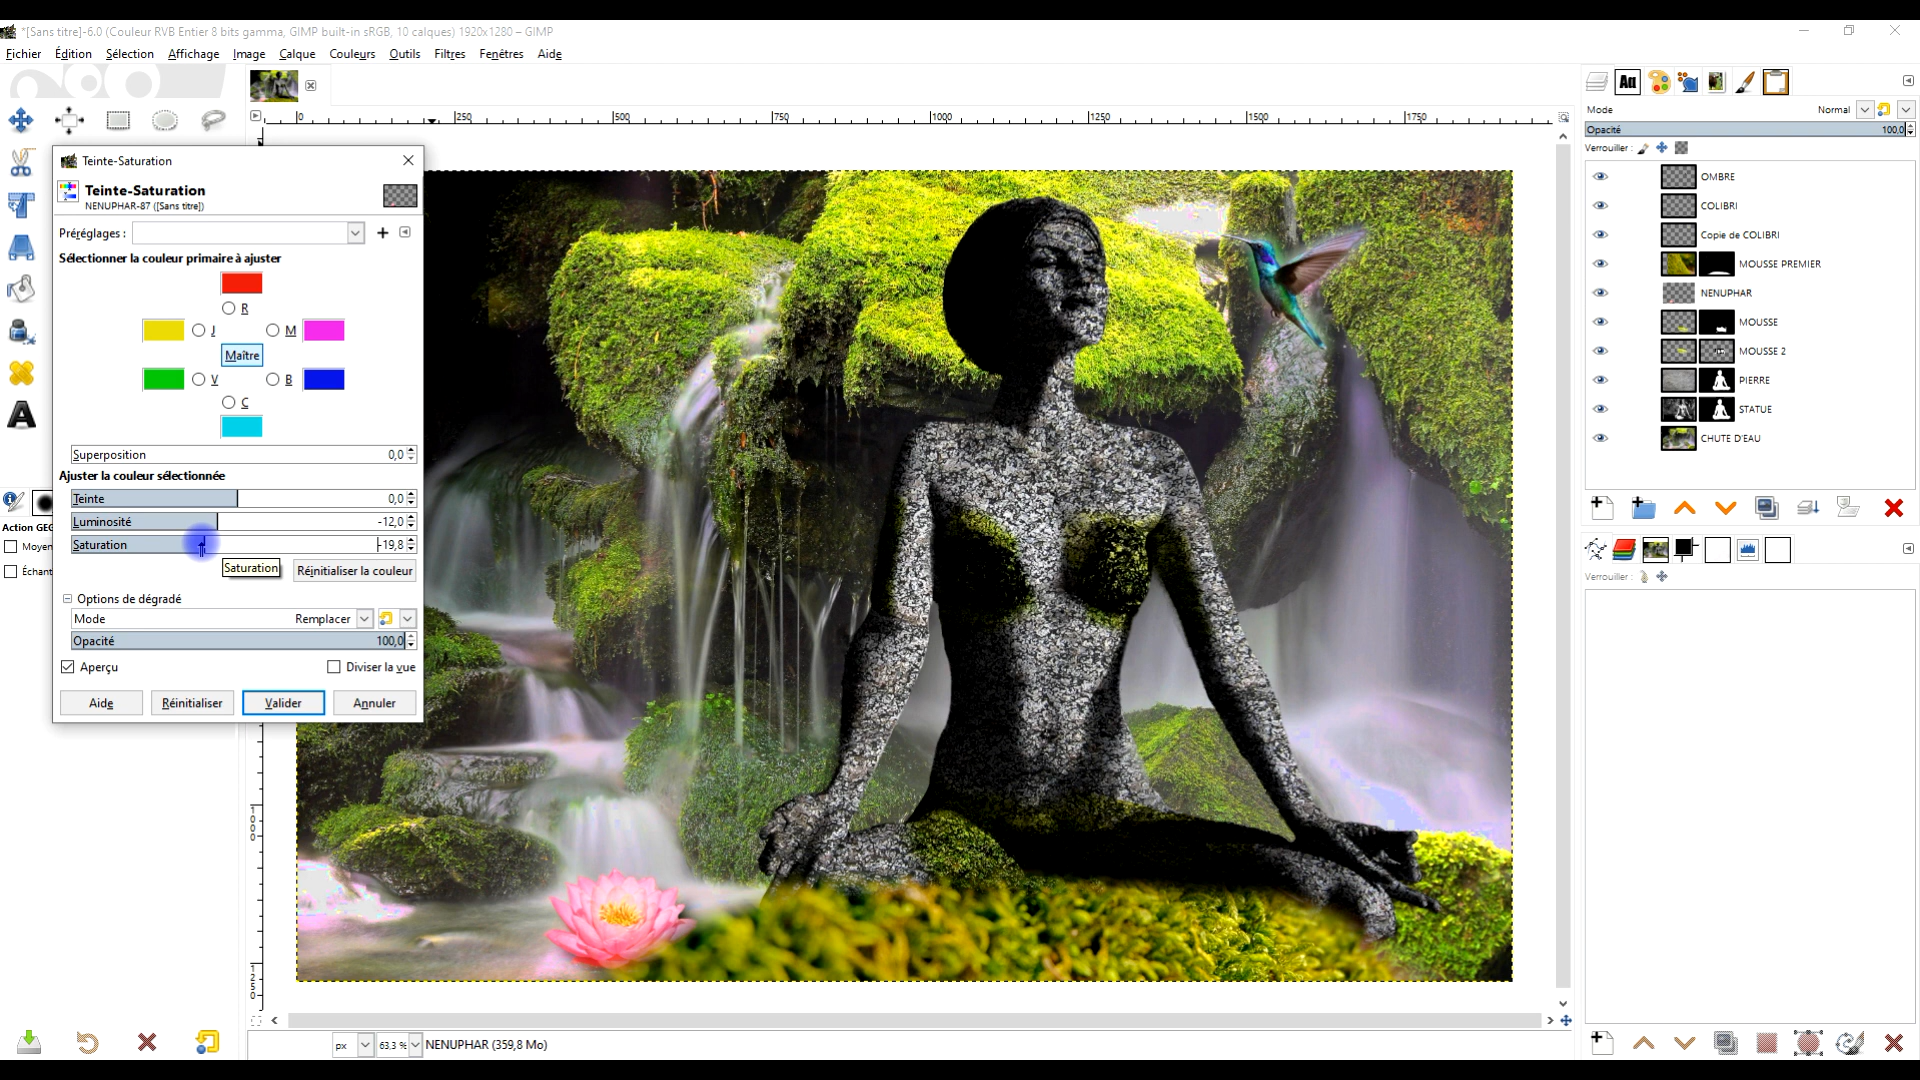 *[Sans titre]-6.0 (Couleur RVB Entier 8 bits gamma, GIMP built-in sRGB, 10 calques) 1920x1280 – GIMP
Fichier Édition Sélection Affichage Image Calque Couleurs Outils Filtres Fenêtres Aide
0 250 500 750 1000 1250 1500 1750
Teinte-Saturation
Teinte-Saturation
NENUPHAR-87 ([Sans titre])
Préréglages :
Sélectionner la couleur primaire à ajuster
R
J M
Maître
V B
C
Superposition 0,0
Ajuster la couleur sélectionnée
Teinte 0,0
Luminosité -12,0
Saturation -19,8
Saturation
Réinitialiser la couleur
Options de dégradé
Mode Remplacer
Opacité 100,0
Aperçu Diviser la vue
Aide Réinitialiser Valider Annuler
Action GEG
Moyen
Échant
1000
1250
px 63,3 % NENUPHAR (359,8 Mo)
Aa
Mode Normal
Opacité 100,0
Verrouiller :
OMBRE
COLIBRI
Copie de COLIBRI
MOUSSE PREMIER
NENUPHAR
MOUSSE
MOUSSE 2
PIERRE
STATUE
CHUTE D'EAU
Verrouiller :